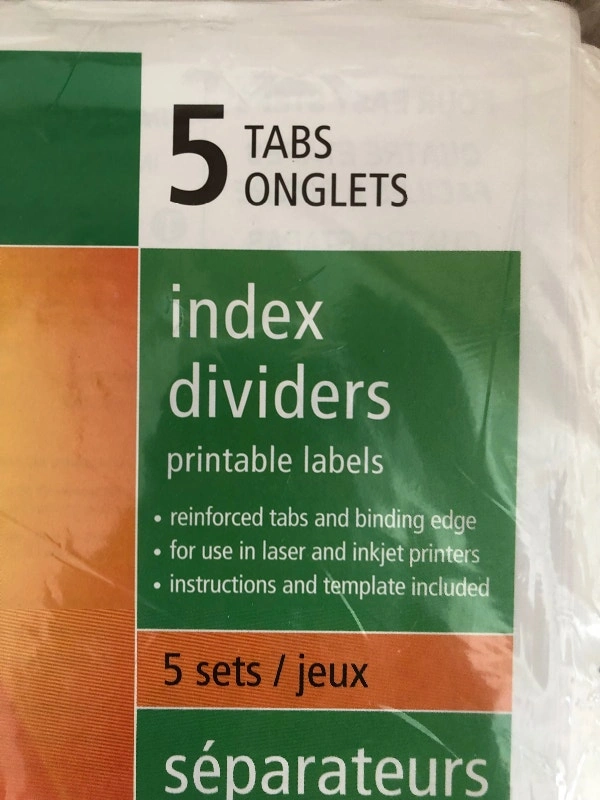 5 TABS
ONGLETS
index
dividers
printable labels
• reinforced tabs and binding edge
• for use in laser and inkjet printers
• instructions and template included
5 sets / jeux
séparateurs